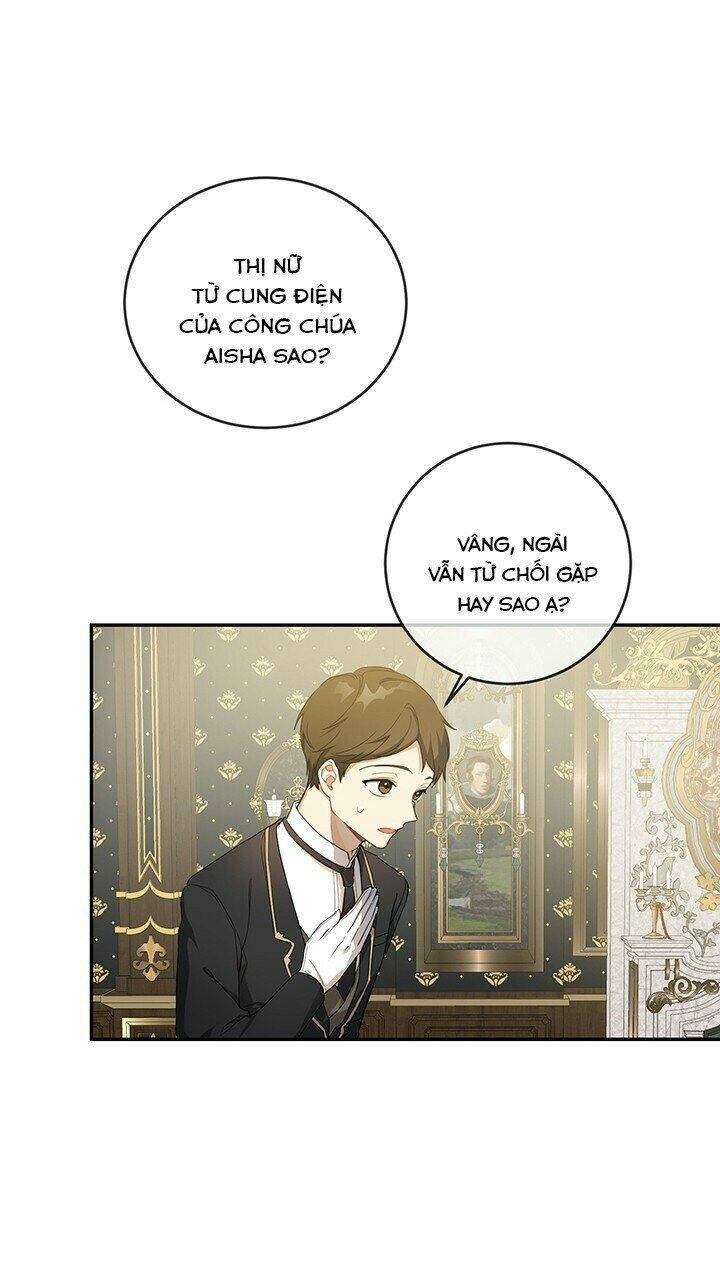 THỊ NỮ
TỪ CUNG ĐIỆN
CỦA CÔNG CHÚA
AISHA SAO?
VÂNG, NGÀI
VẪN TỪ CHỐI GẶP
HAY SAO Ạ?